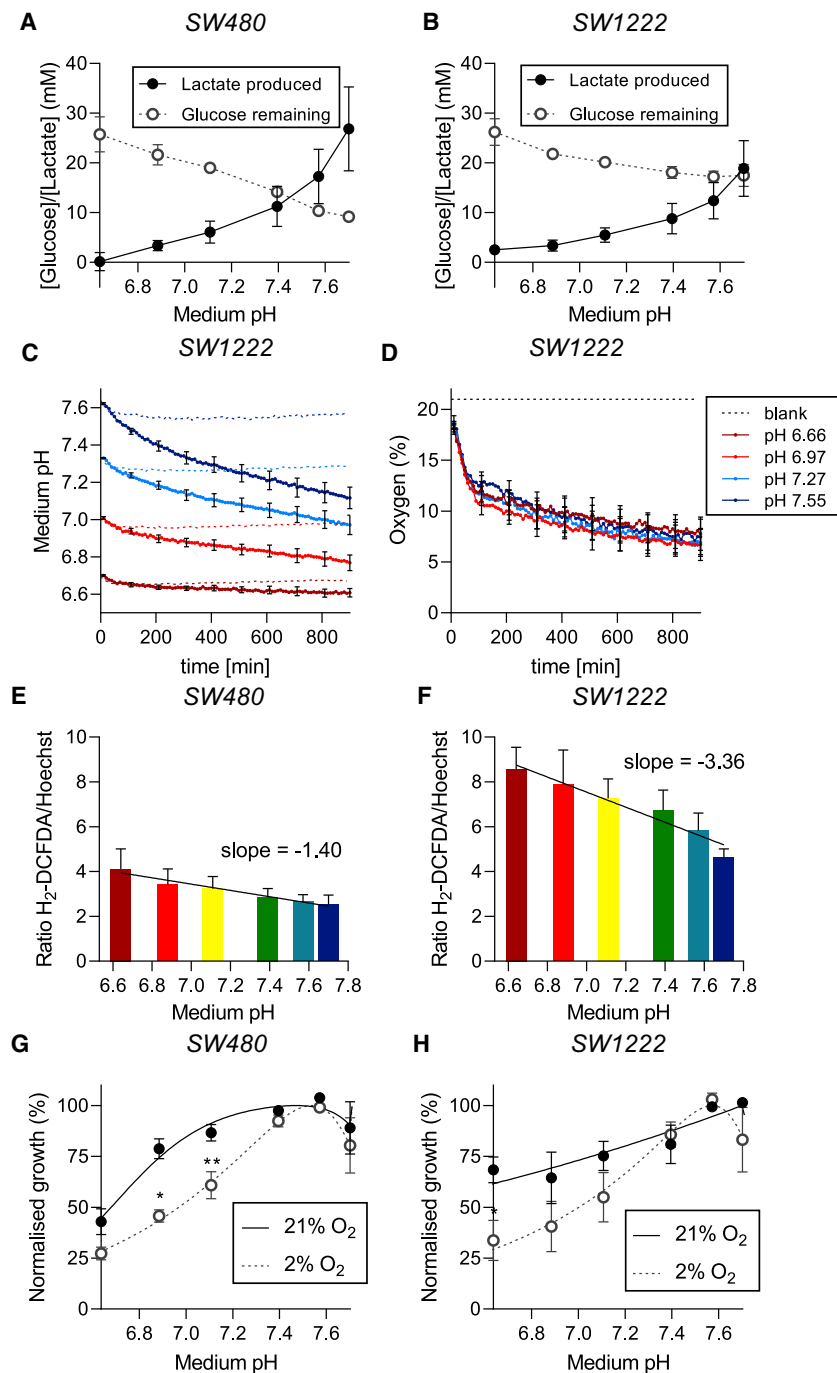 A
SW480
[Glucose]/[Lactate] (mM)
40
30
20
10
0
Lactate produced
Glucose remaining
6.8 7.0 7.2 7.4 7.6
Medium pH
B
SW1222
[Glucose]/[Lactate] (mM)
40
30
20
10
0
Lactate produced
Glucose remaining
6.8 7.0 7.2 7.4 7.6
Medium pH
C
SW1222
Medium pH
7.6
7.4
7.2
7.0
6.8
6.6
0 200 400 600 800
time [min]
D
SW1222
Oxygen (%)
20
15
10
5
0
0 200 400 600 800
time [min]
blank
pH 6.66
pH 6.97
pH 7.27
pH 7.55
E
SW480
Ratio H2-DCFDA/Hoechst
10
8
6
4
2
0
slope = -1.40
6.6 6.8 7.0 7.2 7.4 7.6 7.8
Medium pH
F
SW1222
Ratio H2-DCFDA/Hoechst
10
8
6
4
2
0
slope = -3.36
6.6 6.8 7.0 7.2 7.4 7.6 7.8
Medium pH
G
SW480
Normalised growth (%)
100
75
50
25
0
*
**
21% O2
2% O2
6.8 7.0 7.2 7.4 7.6
Medium pH
H
SW1222
Normalised growth (%)
100
75
50
25
0
*
21% O2
2% O2
6.8 7.0 7.2 7.4 7.6
Medium pH